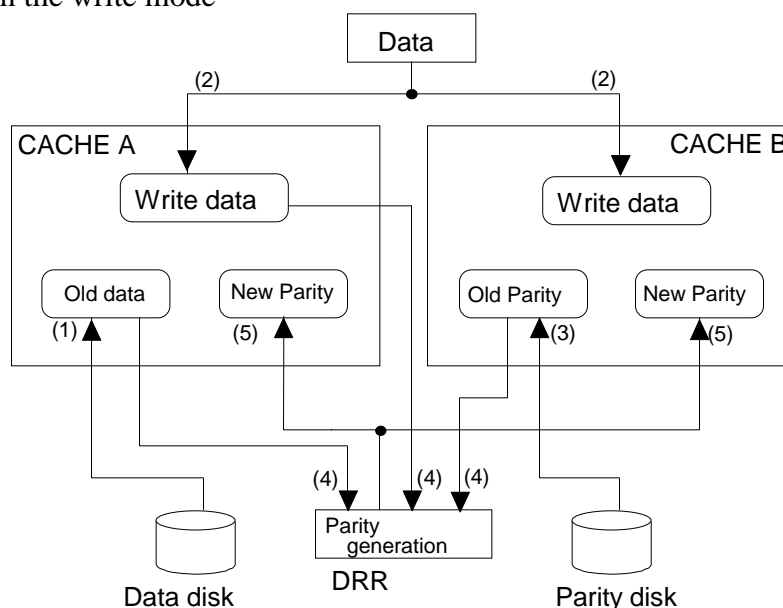 the write mode
Data
(2)
(2)
CACHE A
CACHE B
Write data
Write data
Old data
New Parity
Old Parity
New Parity
(1)
(5)
(3)
(5)
(4)
(4)
(4)
Parity
generation
DRR
Data disk
Parity disk